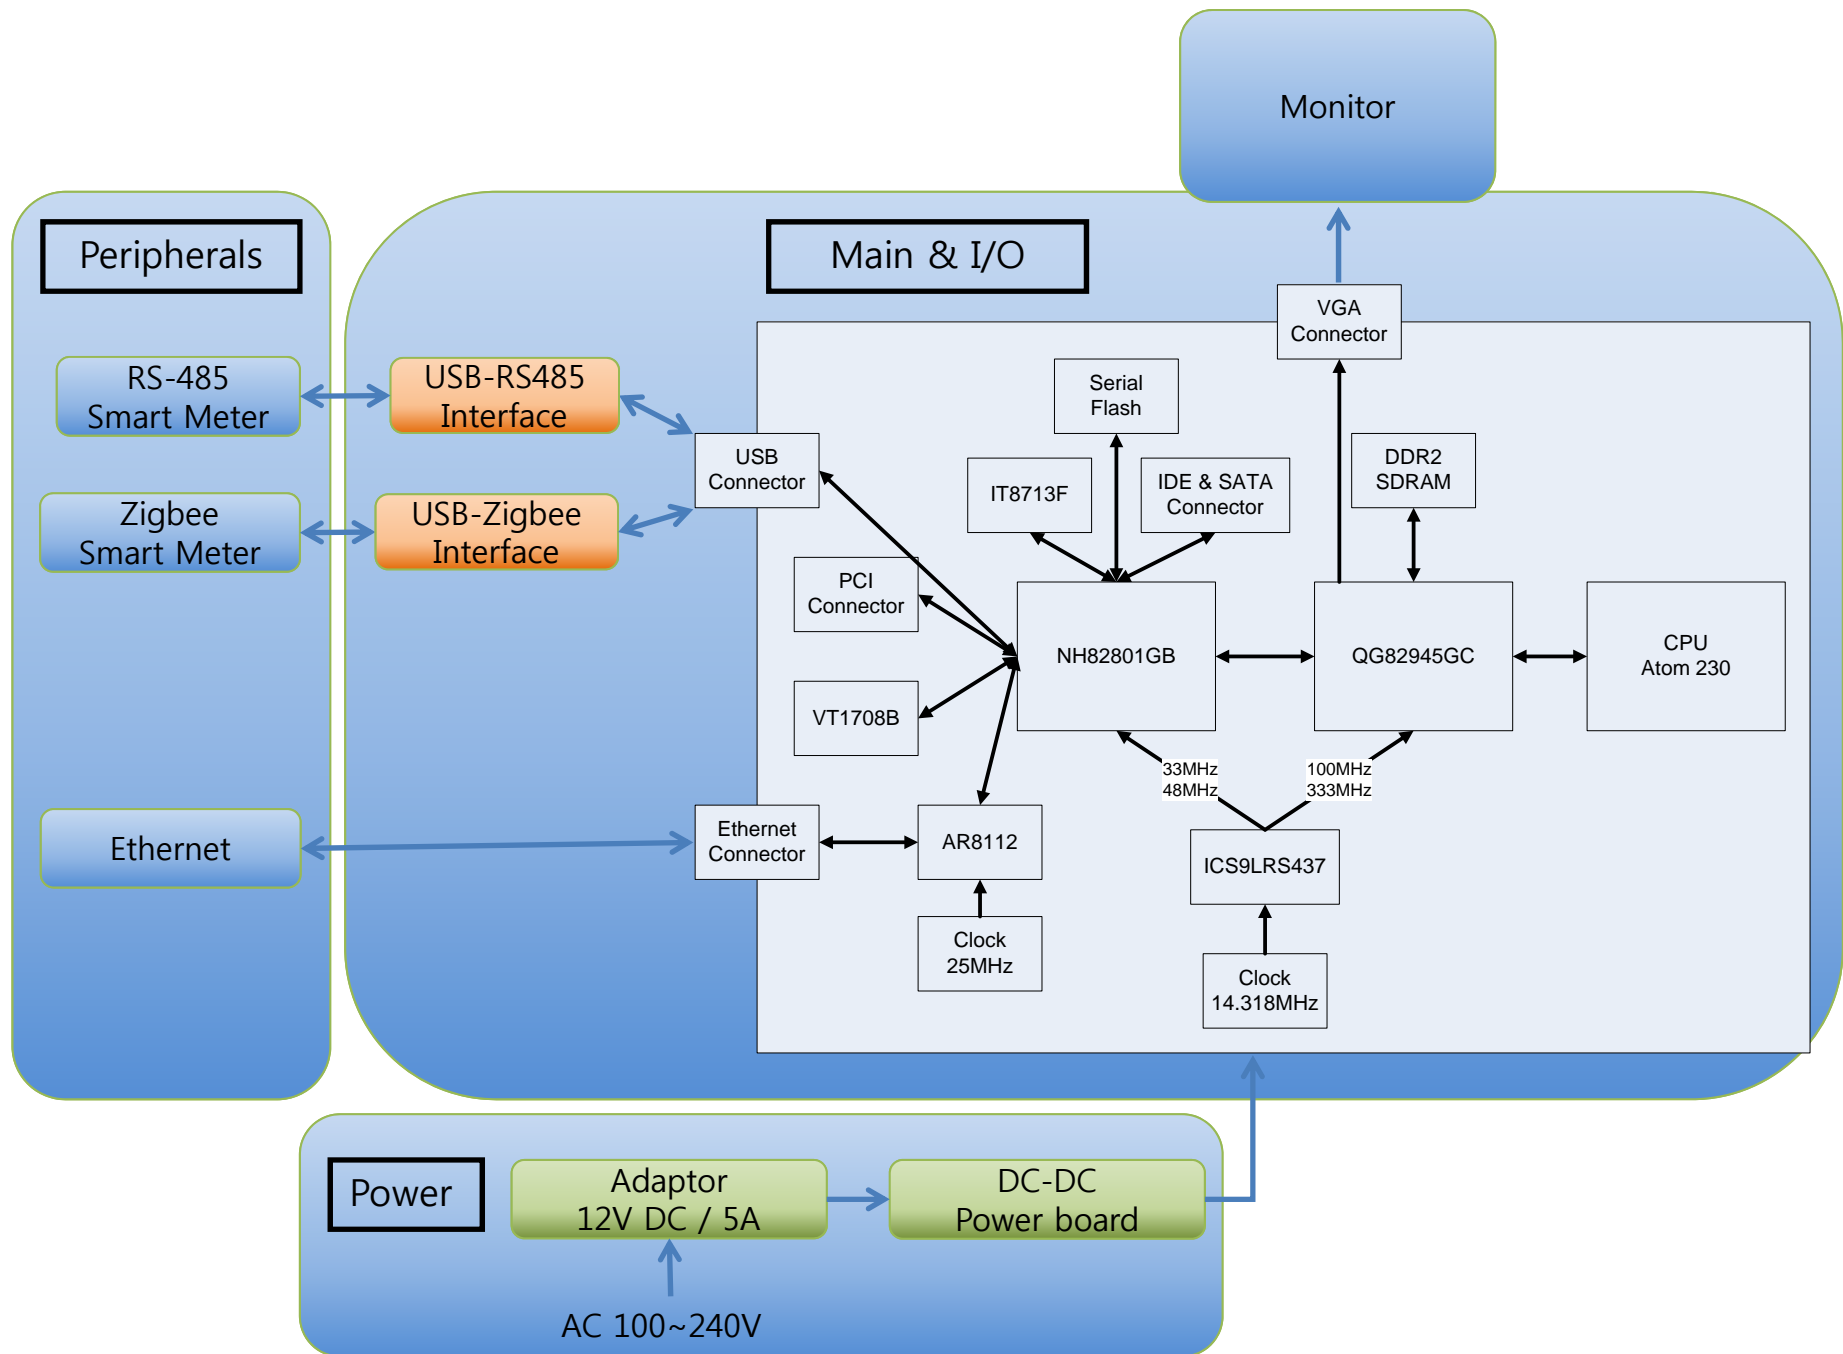 Monitor
Peripherals
Main & I/O
VGA
Connector
RS-485
Smart Meter
USB-RS485
Interface
Serial
Flash
USB
Connector
IT8713F
IDE & SATA
Connector
DDR2
SDRAM
Zigbee
Smart Meter
USB-Zigbee
Interface
PCI
Connector
NH82801GB
QG82945GC
CPU
Atom 230
VT1708B
33MHz
48MHz
100MHz
333MHz
Ethernet
Ethernet
Connector
AR8112
ICS9LRS437
Clock
25MHz
Clock
14.318MHz
Power
Adaptor
12V DC / 5A
DC-DC
Power board
AC 100~240V